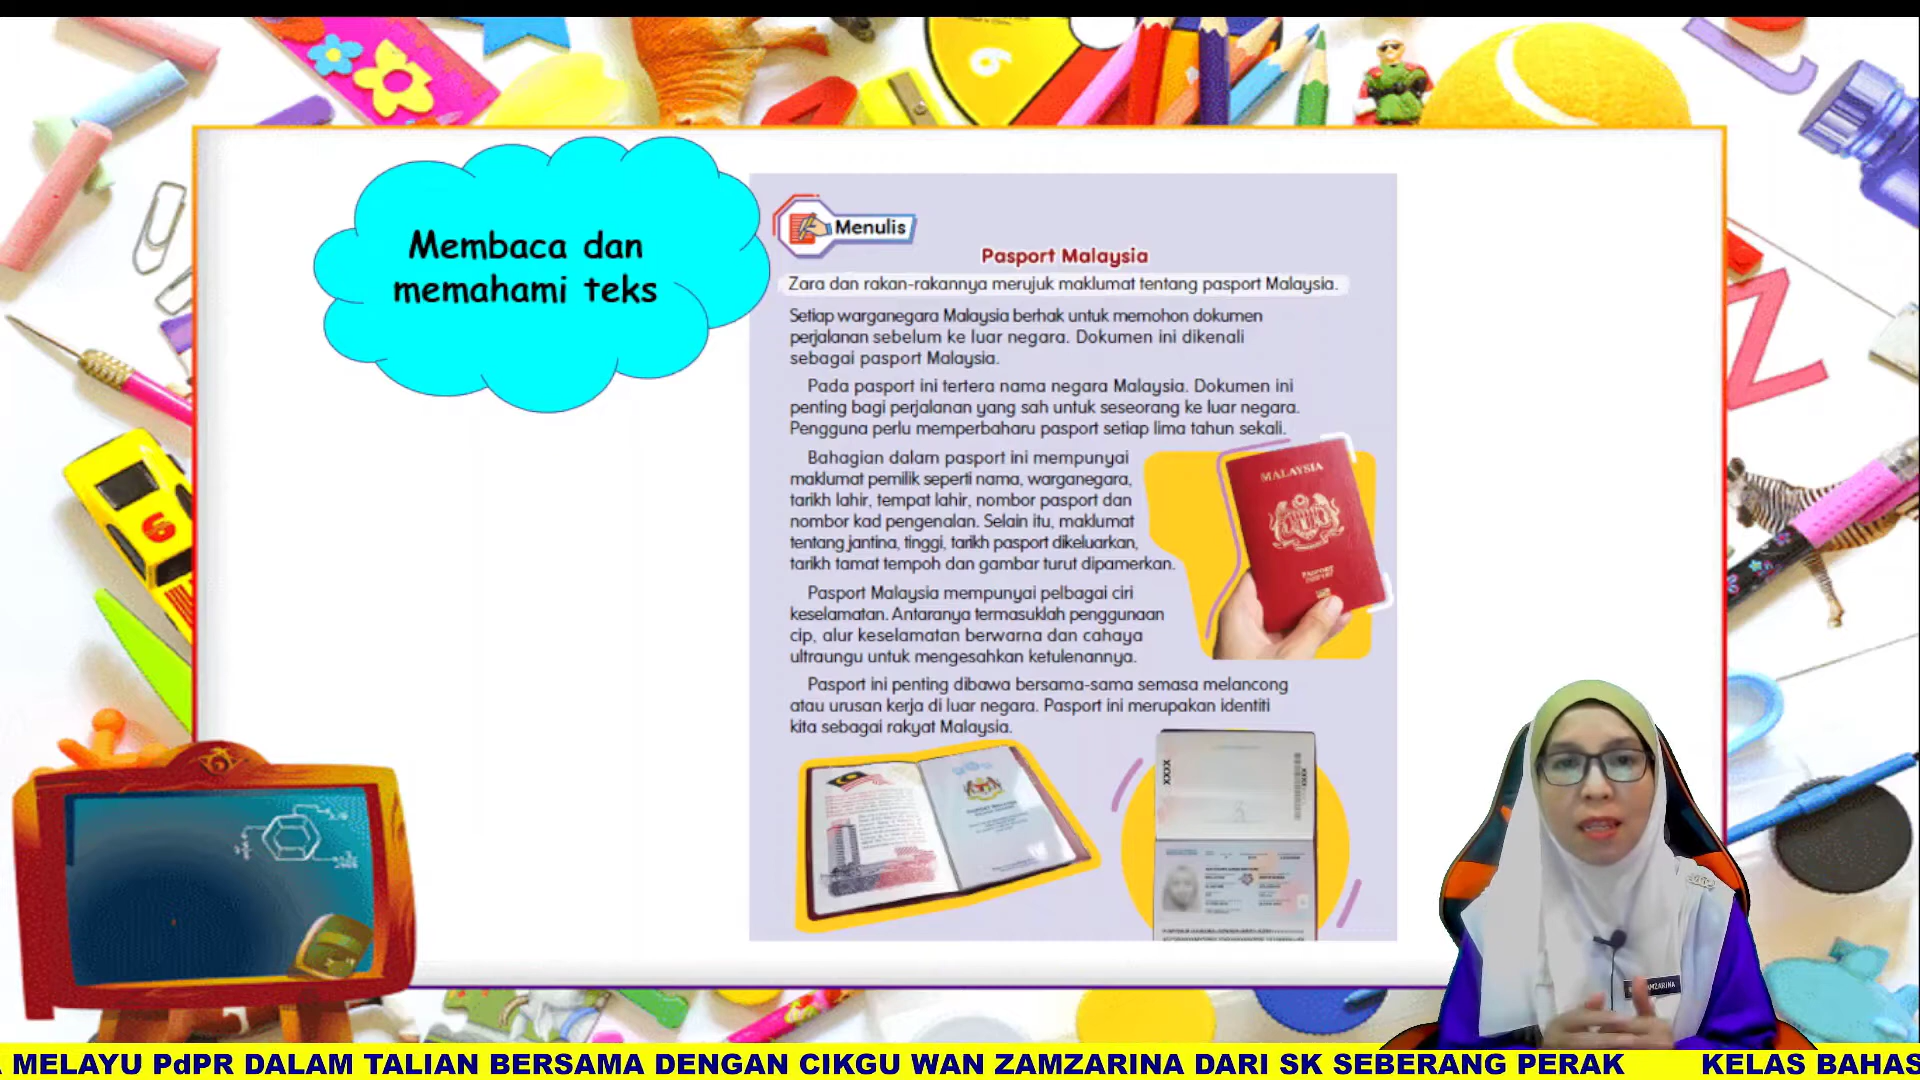 Membaca dan
memahami teks
Menulis
Pasport Malaysia
Zara dan rakan-rakannya merujuk maklumat tentang pasport Malaysia.
Setiap warganegara Malaysia berhak untuk memohon dokumen
perjalanan sebelum ke luar negara. Dokumen ini dikenali
sebagai pasport Malaysia.
Pada pasport ini tertera nama negara Malaysia. Dokumen ini
penting bagi perjalanan yang sah untuk seseorang ke luar negara.
Pengguna perlu memperbaharu pasport setiap lima tahun sekali.
Bahagian dalam pasport ini mempunyai
maklumat pemilik seperti nama, warganegara,
tarikh lahir, tempat lahir, nombor pasport dan
nombor kad pengenalan. Selain itu, maklumat
tentang jantina, tinggi, tarikh pasport dikeluarkan,
tarikh tamat tempoh dan gambar turut dipamerkan.
Pasport Malaysia mempunyai pelbagai ciri
keselamatan. Antaranya termasuklah penggunaan
cip, alur keselamatan berwarna dan cahaya
ultraungu untuk mengesahkan ketulenannya.
Pasport ini penting dibawa bersama-sama semasa melancong
atau urusan kerja di luar negara. Pasport ini merupakan identiti
kita sebagai rakyat Malaysia.
MALAYSIA
PASPORT
XXXX
6
6
A MELAYU PdPR DALAM TALIAN BERSAMA DENGAN CIKGU WAN ZAMZARINA DARI SK SEBERANG PERAK KELAS BAHAS